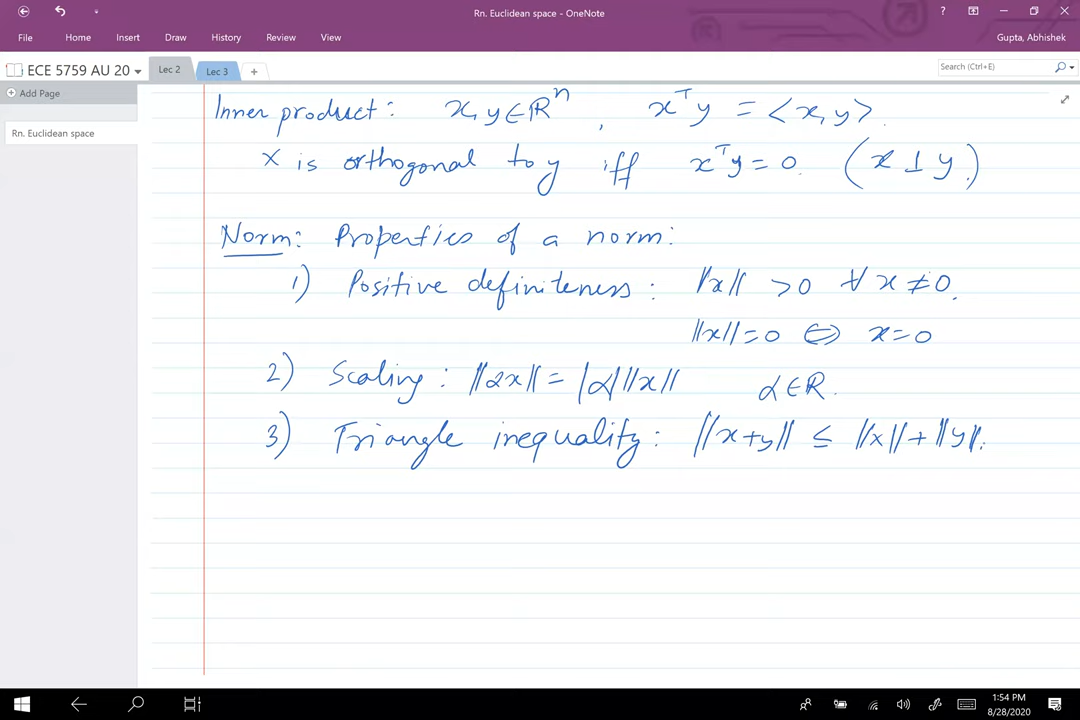 Rn. Euclidean space - OneNote
File Home Insert Draw History Review View Gupta, Abhishek
ECE 5759 AU 20 Lec 2 Lec 3 + Search (Ctrl+E)
Add Page
Rn. Euclidean space
Inner product: x, y ∈ ℝⁿ, xᵀy = <x, y>.
x is orthogonal to y iff xᵀy = 0. (x ⊥ y)
Norm: Properties of a norm:
1) Positive definiteness: ||x|| > 0 ∀ x ≠ 0.
||x|| = 0 ⇔ x = 0
2) Scaling: ||αx|| = |α| ||x|| α ∈ ℝ.
3) Triangle inequality: ||x+y|| ≤ ||x|| + ||y||.
1:54 PM
8/28/2020